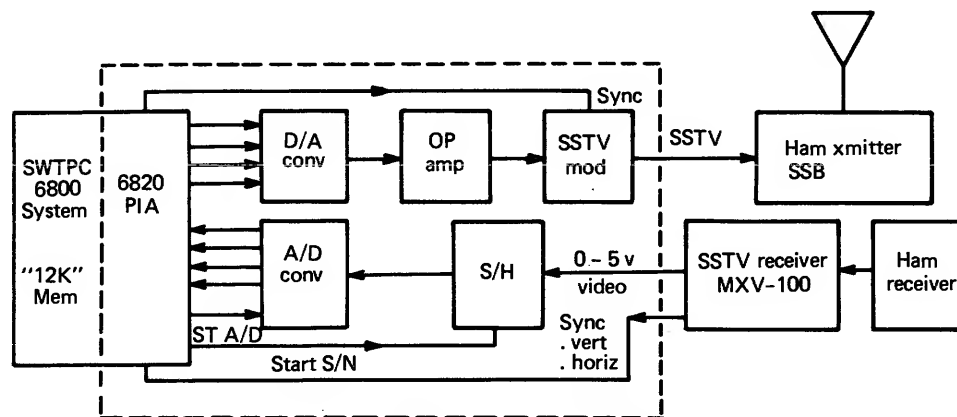 Sync
SWTPC
6800
System
"12K"
Mem
6820
PIA
D/A
conv
OP
amp
SSTV
mod
SSTV
Ham xmitter
SSB
A/D
conv
S/H
0-5 v
video
SSTV receiver
MXV-100
Ham
receiver
ST A/D
Start S/N
Sync
. vert
. horiz